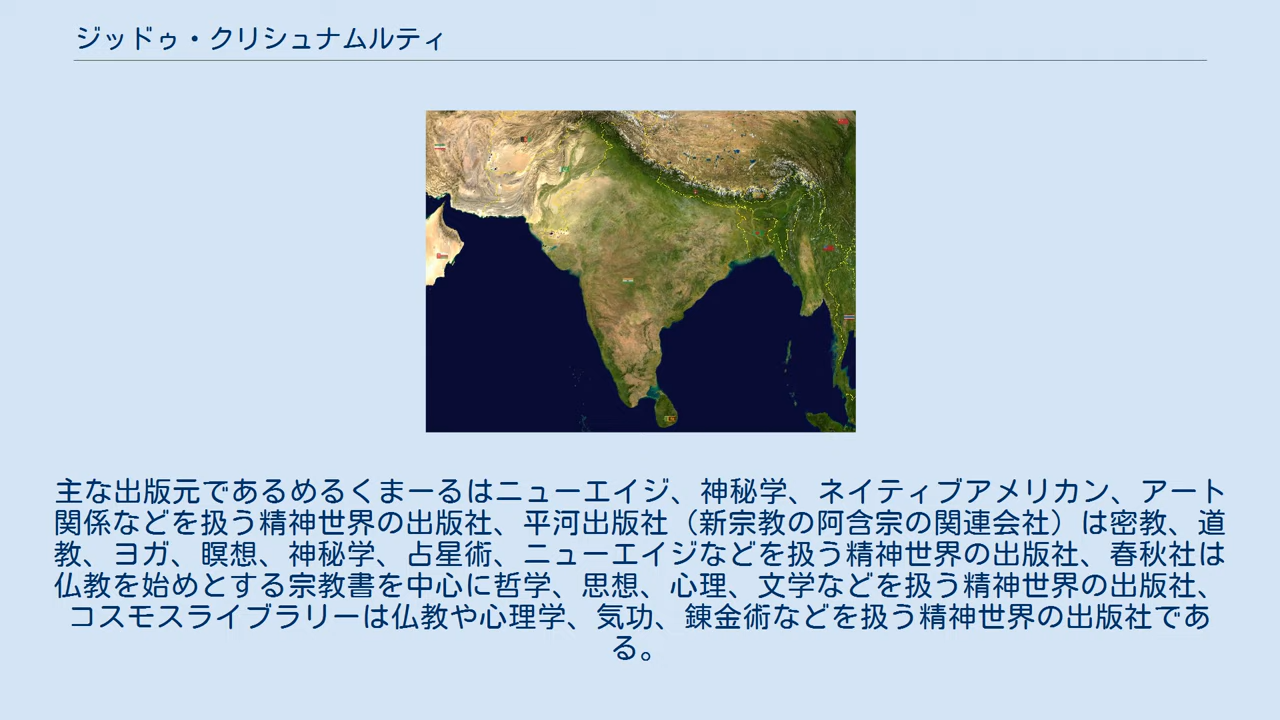 ジッドゥ・クリシュナムルティ
主な出版元であるめるくまーるはニューエイジ、神秘学、ネイティブアメリカン、アート
関係などを扱う精神世界の出版社、平河出版社（新宗教の阿含宗の関連会社）は密教、道
教、ヨガ、瞑想、神秘学、占星術、ニューエイジなどを扱う精神世界の出版社、春秋社は
仏教を始めとする宗教書を中心に哲学、思想、心理、文学などを扱う精神世界の出版社、
コスモスライブラリーは仏教や心理学、気功、錬金術などを扱う精神世界の出版社であ
る。